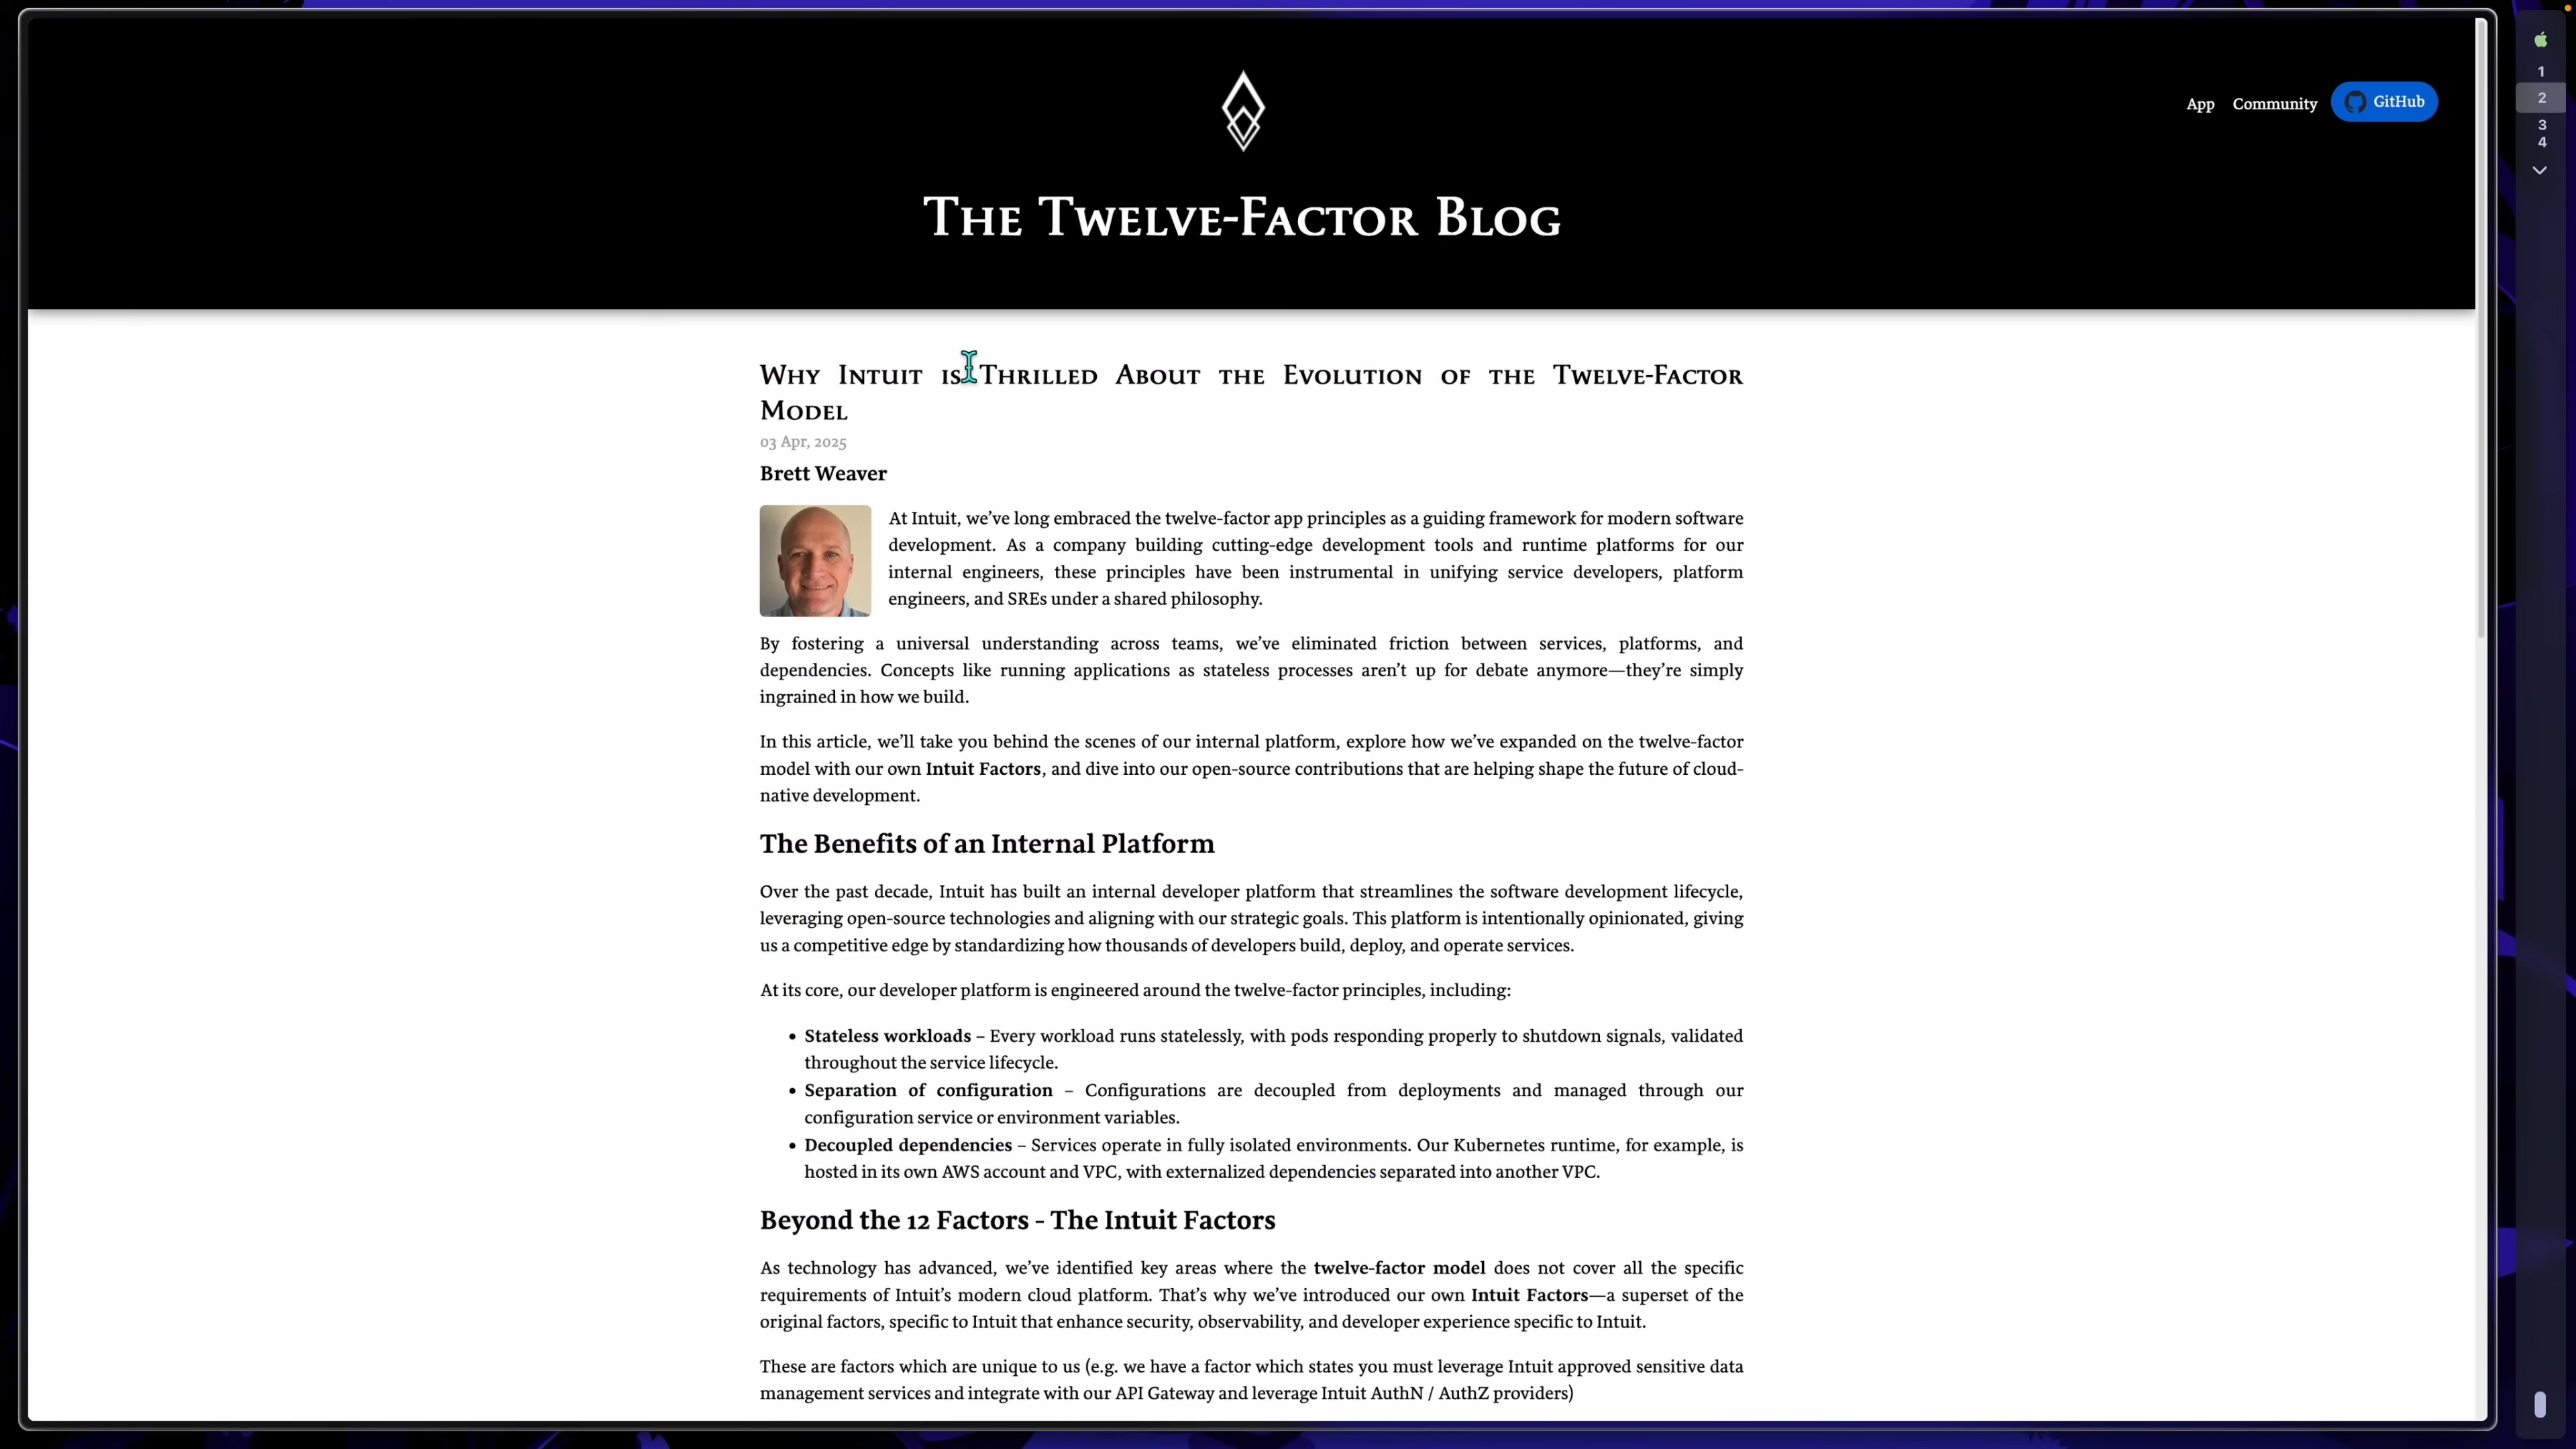 App Community GitHub
The Twelve-Factor Blog
Why Intuit is Thrilled About the Evolution of the Twelve-Factor
Model
03 Apr, 2025
Brett Weaver
At Intuit, we’ve long embraced the twelve-factor app principles as a guiding framework for modern software
development. As a company building cutting-edge development tools and runtime platforms for our
internal engineers, these principles have been instrumental in unifying service developers, platform
engineers, and SREs under a shared philosophy.
By fostering a universal understanding across teams, we’ve eliminated friction between services, platforms, and
dependencies. Concepts like running applications as stateless processes aren’t up for debate anymore—they’re simply
ingrained in how we build.
In this article, we’ll take you behind the scenes of our internal platform, explore how we’ve expanded on the twelve-factor
model with our own Intuit Factors, and dive into our open-source contributions that are helping shape the future of cloud-
native development.
The Benefits of an Internal Platform
Over the past decade, Intuit has built an internal developer platform that streamlines the software development lifecycle,
leveraging open-source technologies and aligning with our strategic goals. This platform is intentionally opinionated, giving
us a competitive edge by standardizing how thousands of developers build, deploy, and operate services.
At its core, our developer platform is engineered around the twelve-factor principles, including:
• Stateless workloads – Every workload runs statelessly, with pods responding properly to shutdown signals, validated
throughout the service lifecycle.
• Separation of configuration – Configurations are decoupled from deployments and managed through our
configuration service or environment variables.
• Decoupled dependencies – Services operate in fully isolated environments. Our Kubernetes runtime, for example, is
hosted in its own AWS account and VPC, with externalized dependencies separated into another VPC.
Beyond the 12 Factors - The Intuit Factors
As technology has advanced, we’ve identified key areas where the twelve-factor model does not cover all the specific
requirements of Intuit’s modern cloud platform. That’s why we’ve introduced our own Intuit Factors—a superset of the
original factors, specific to Intuit that enhance security, observability, and developer experience specific to Intuit.
These are factors which are unique to us (e.g. we have a factor which states you must leverage Intuit approved sensitive data
management services and integrate with our API Gateway and leverage Intuit AuthN / AuthZ providers)
1
2
3
4